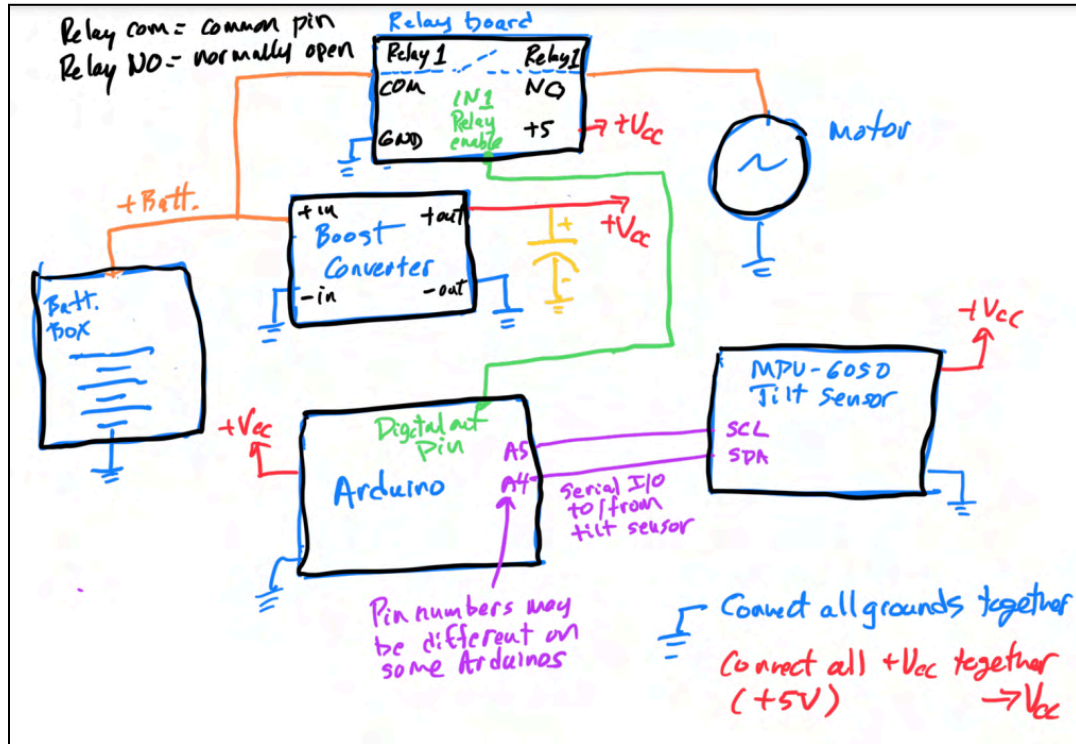 Relay com = common pin
Relay NO = normally open
Relay board
Relay 1
Relay 1
COM
NO
IN1
Relay
enable
GND
+5
+Vcc
motor
+Batt.
+in
+out
Boost
Converter
-in
-out
+Vcc
+
-
Batt.
Box
+Vcc
Digital out
pin
Arduino
A5
A4
Serial I/O
to/from
tilt sensor
MPU-6050
Tilt sensor
SCL
SDA
+Vcc
Pin numbers may
be different on
some Arduinos
Connect all grounds together
Connect all +Vcc together
(+5V)
Vcc